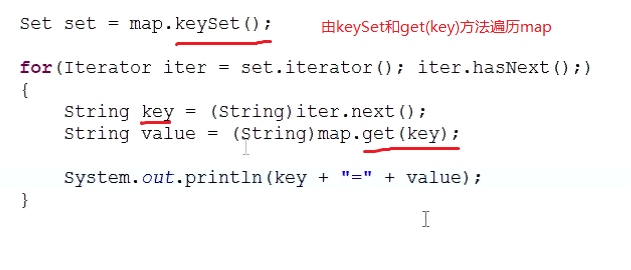 Set set = map.keySet(); 由keySet和get(key)方法遍历map
for(Iterator iter = set.iterator(); iter.hasNext();)
{
String key = (String)iter.next();
String value = (String)map.get(key);
System.out.println(key + "=" + value);
}